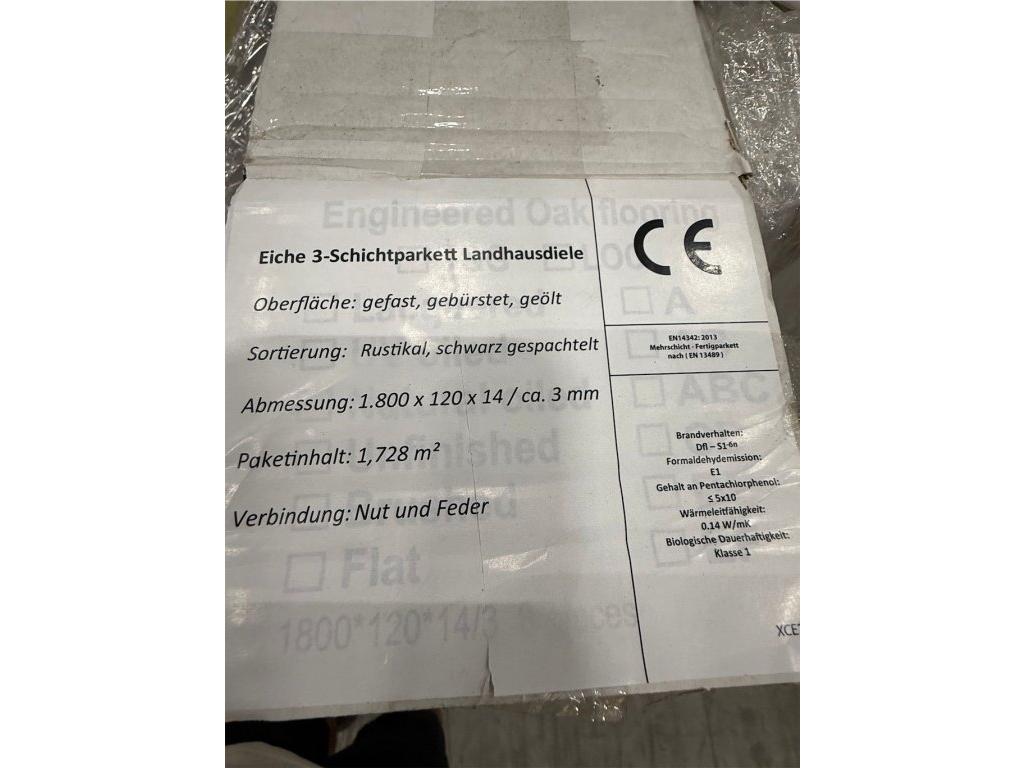 Engineered Oak flooring
Eiche 3-Schichtparkett Landhausdiele
Oberfläche: gefast, gebürstet, geölt
Sortierung: Rustikal, schwarz gespachtelt
Abmessung: 1.800 x 120 x 14 / ca. 3 mm
Paketinhalt: 1,728 m²
Verbindung: Nut und Feder
Flat
1800*120*14/3
CE
A
EN14342: 2013
Mehrschicht - Fertigparkett
nach ( EN 13489 )
ABC
Brandverhalten:
Dfl – S1-6n
Formaldehydemission:
E1
Gehalt an Pentachlorphenol:
≤ 5x10
Wärmeleitfähigkeit:
0.14 W/mK
Biologische Dauerhaftigkeit:
Klasse 1